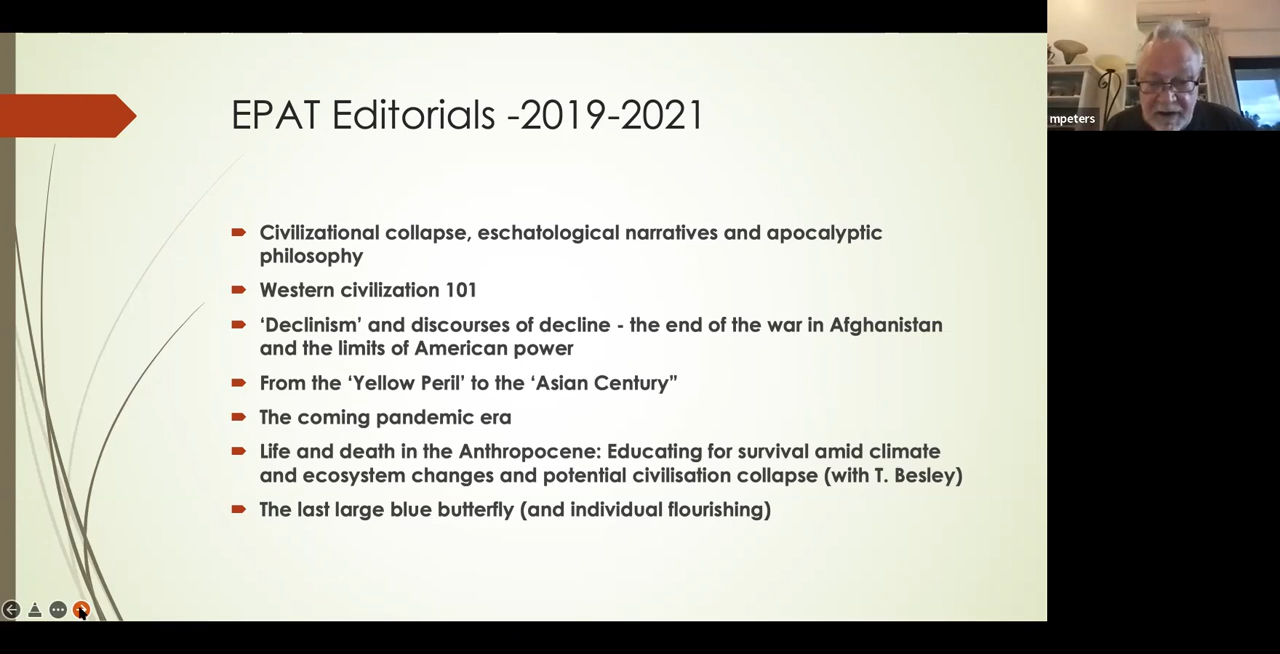 EPAT Editorials -2019-2021
mpeters
Civilizational collapse, eschatological narratives and apocalyptic
philosophy
Western civilization 101
‘Declinism’ and discourses of decline - the end of the war in Afghanistan
and the limits of American power
From the ‘Yellow Peril’ to the ‘Asian Century”
The coming pandemic era
Life and death in the Anthropocene: Educating for survival amid climate
and ecosystem changes and potential civilisation collapse (with T. Besley)
The last large blue butterfly (and individual flourishing)